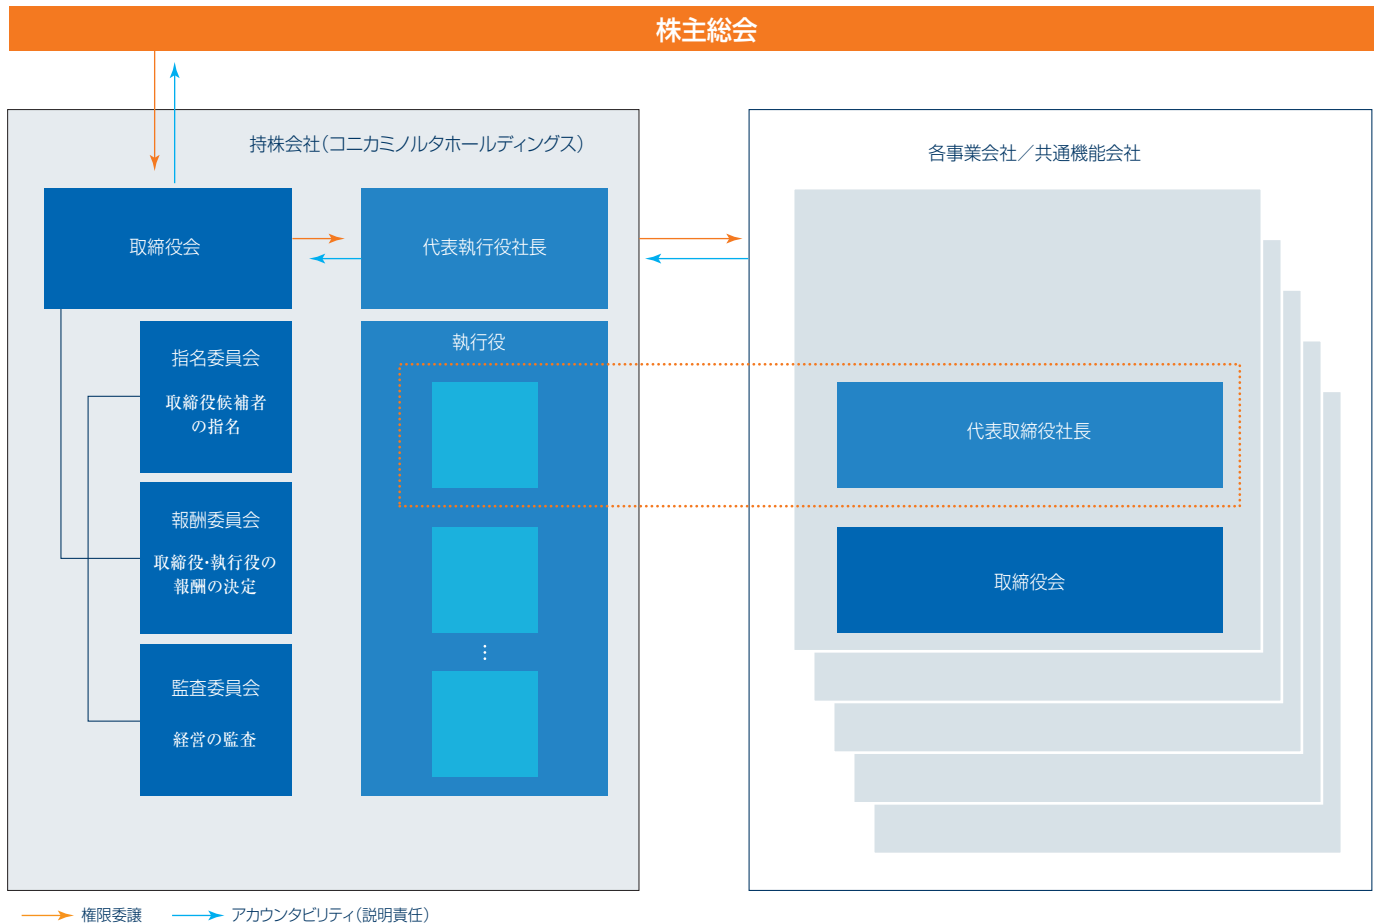 株主総会
持株会社(コニカミノルタホールディングス)
取締役会
代表執行役社長
指名委員会
取締役候補者
の指名
報酬委員会
取締役・執行役の
報酬の決定
監査委員会
経営の監査
執行役
⋮
各事業会社／共通機能会社
代表取締役社長
取締役会
権限委譲
アカウンタビリティ(説明責任)